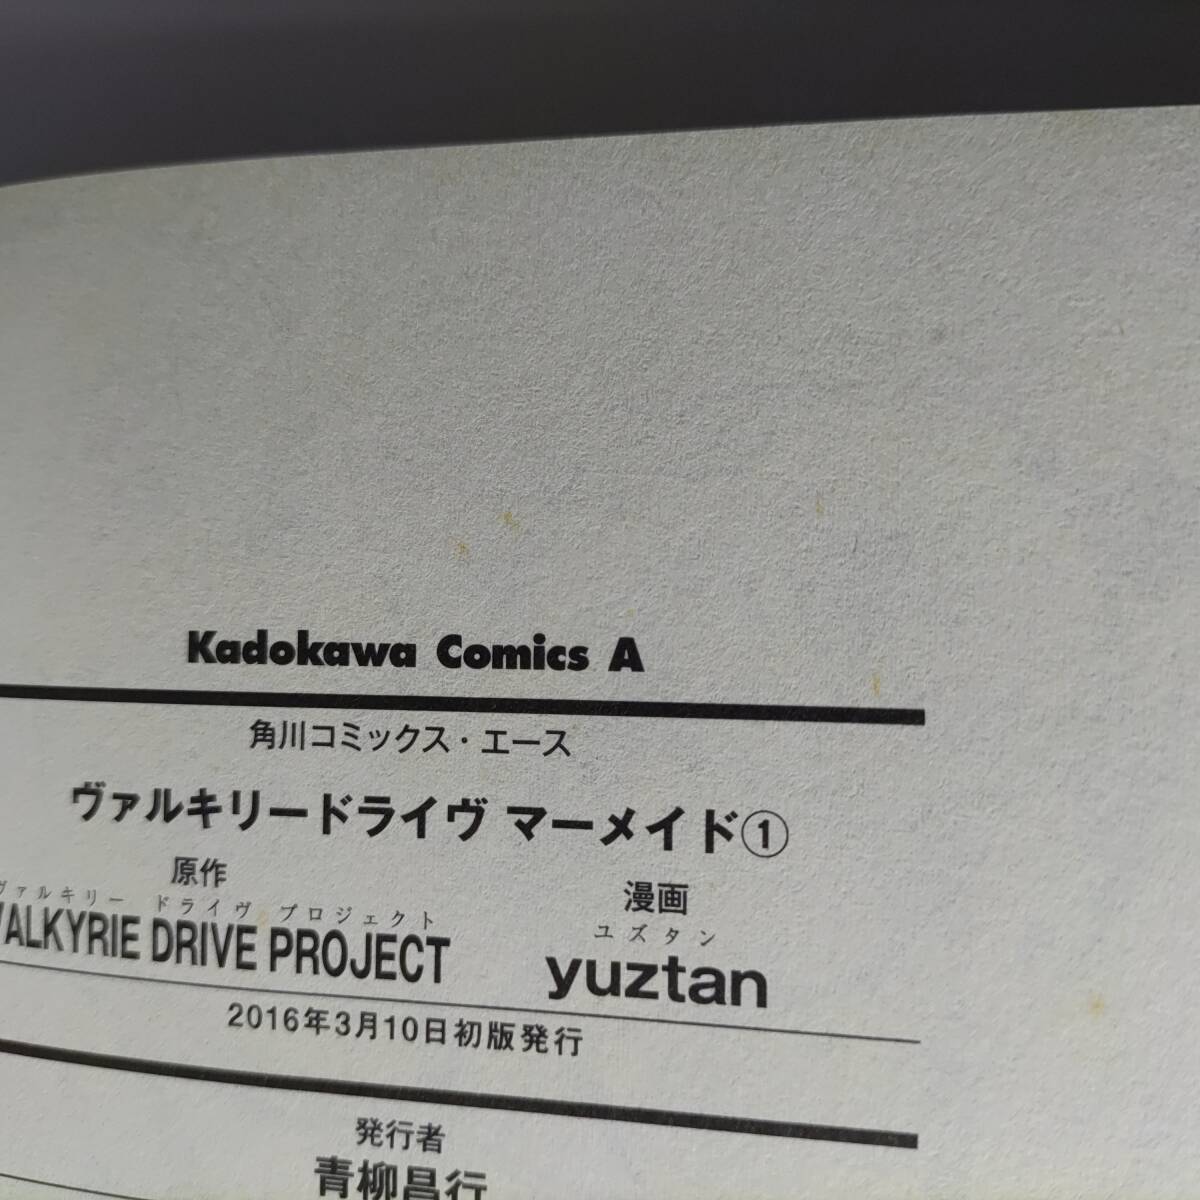 Kadokawa Comics A
角川コミックス・エース
ヴァルキリードライヴ マーメイド①
原作
ヴァルキリー ドライヴ プロジェクト
VALKYRIE DRIVE PROJECT
漫画
ユズタン
yuztan
2016年3月10日初版発行
発行者
青柳昌行